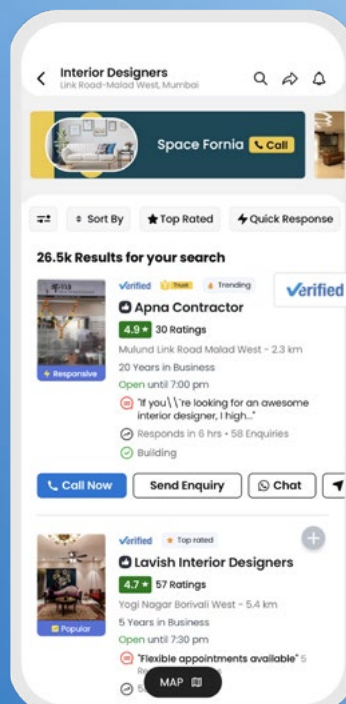 Interior Designers
Link Road-Malad West, Mumbai
Space Fornia Call
Sort By Top Rated Quick Response
26.5k Results for your search
Verified Trust Trending
Verified
Apna Contractor
4.9 ★ 30 Ratings
Mulund Link Road Malad West - 2.3 km
20 Years in Business
Open until 7:00 pm
"If you\\'re looking for an awesome
interior designer, I high..."
Responsive
Responds in 6 hrs • 58 Enquiries
Building
Call Now Send Enquiry Chat
Verified Top rated
Lavish Interior Designers
4.7 ★ 57 Ratings
Yogi Nagar Borivali West - 5.4 km
5 Years in Business
Open until 7:30 pm
Popular
"Flexible appointments available" 5
MAP